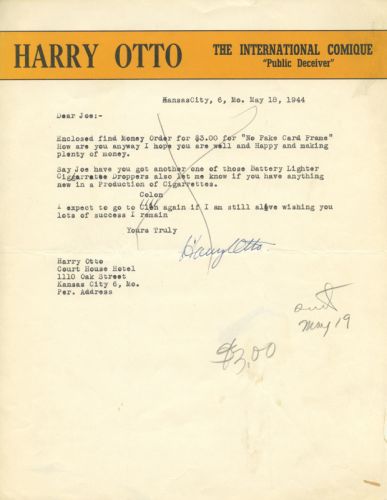 HARRY OTTO
THE INTERNATIONAL COMIQUE
"Public Deceiver"
KansasCity, 6, Mo. May 18, 1944
Dear Joe:-
Enclosed find Money Order for $3.00 for "No Fake Card Frame"
How are you anyway I hope you are well and Happy and making
plenty of money.
Say Joe have you got another one of those Battery Lighter
Ciggarretee Droppers also let me know if you have anything
new in a Production of Cigarrettes.
Colon
I expect to go to again if I am still alove wishing you
lots of success I remain
Yours Truly
Harry Otto.
Harry Otto
Court House Hotel
1110 Oak Street
Kansas City 6, Mo.
Per. Address
out
May 19
$3.00